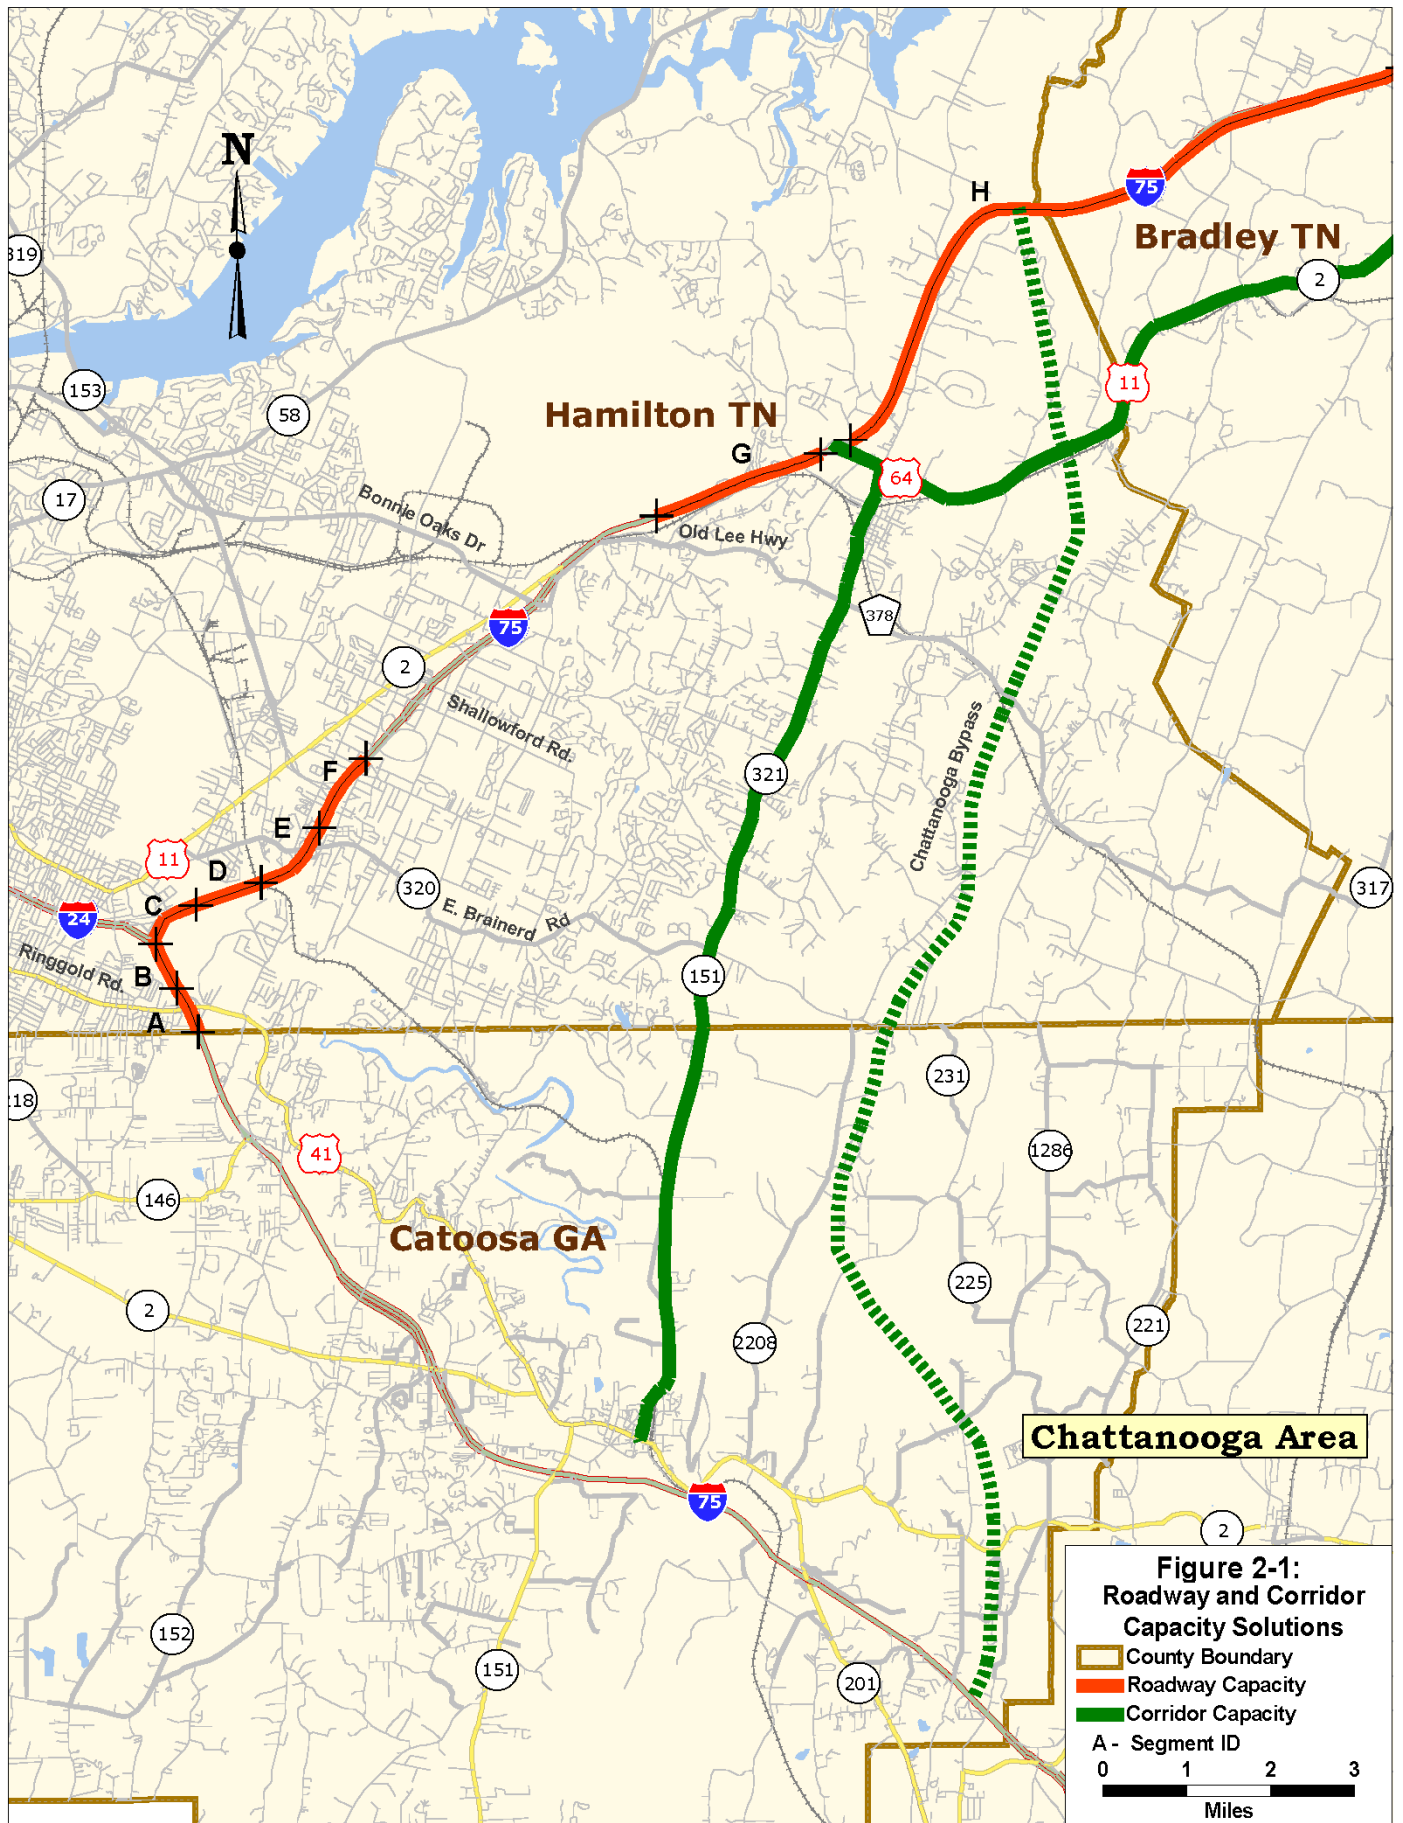 N
H
75
Bradley TN
319
2
153
11
58
Hamilton TN
G
64
17
Bonnie Oaks Dr
Old Lee Hwy
378
75
2
Shallowford Rd.
Chattanooga Bypass
F
321
E
11
D
320
317
C
24
E. Brainerd Rd
Ringgold Rd.
B
151
A
231
218
41
1286
146
Catoosa GA
225
2
221
2208
Chattanooga Area
75
2
152
151
201
Figure 2-1:
Roadway and Corridor
Capacity Solutions
County Boundary
Roadway Capacity
Corridor Capacity
A - Segment ID
0 1 2 3
Miles